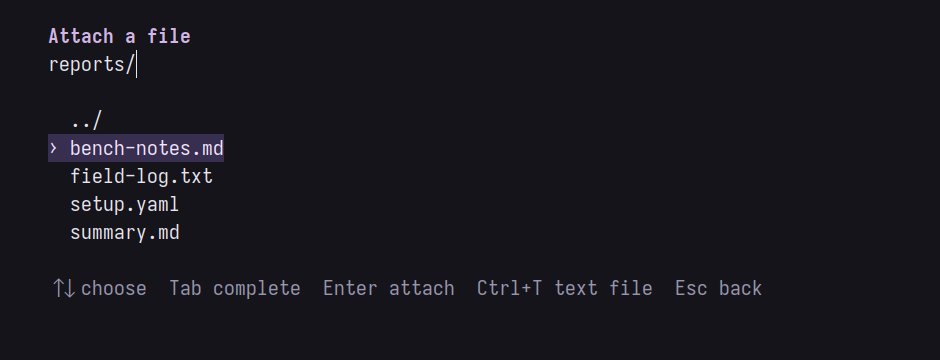 Attach a file
reports/
../
› bench-notes.md
field-log.txt
setup.yaml
summary.md
↑↓ choose  Tab complete  Enter attach  Ctrl+T text file  Esc back